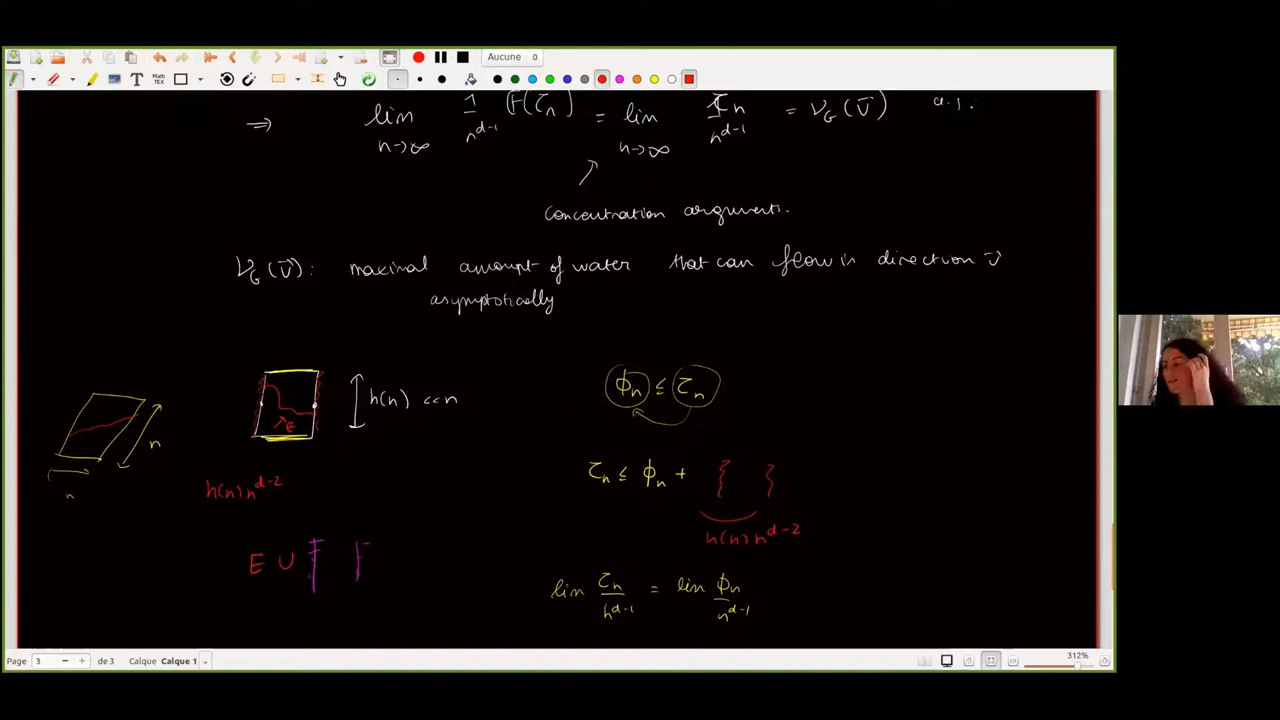 Aucune 0
⇒ lim n→∞ 1/n^{d-1} E(τ_n) = lim n→∞ τ_n/n^{d-1} = ν_G(v⃗) a.s.
Concentration arguments.
ν_G(v⃗): maximal amount of water that can flow in direction v⃗
asymptotically
h(n) << n
ϕ_n ≤ τ_n
n
E
n
h(n) n^{d-2}
τ_n ≤ ϕ_n + { }
h(n) n^{d-2}
E U
lim τ_n/n^{d-1} = lim ϕ_n/n^{d-1}
Page 3 de 3 Calque Calque 1 312%